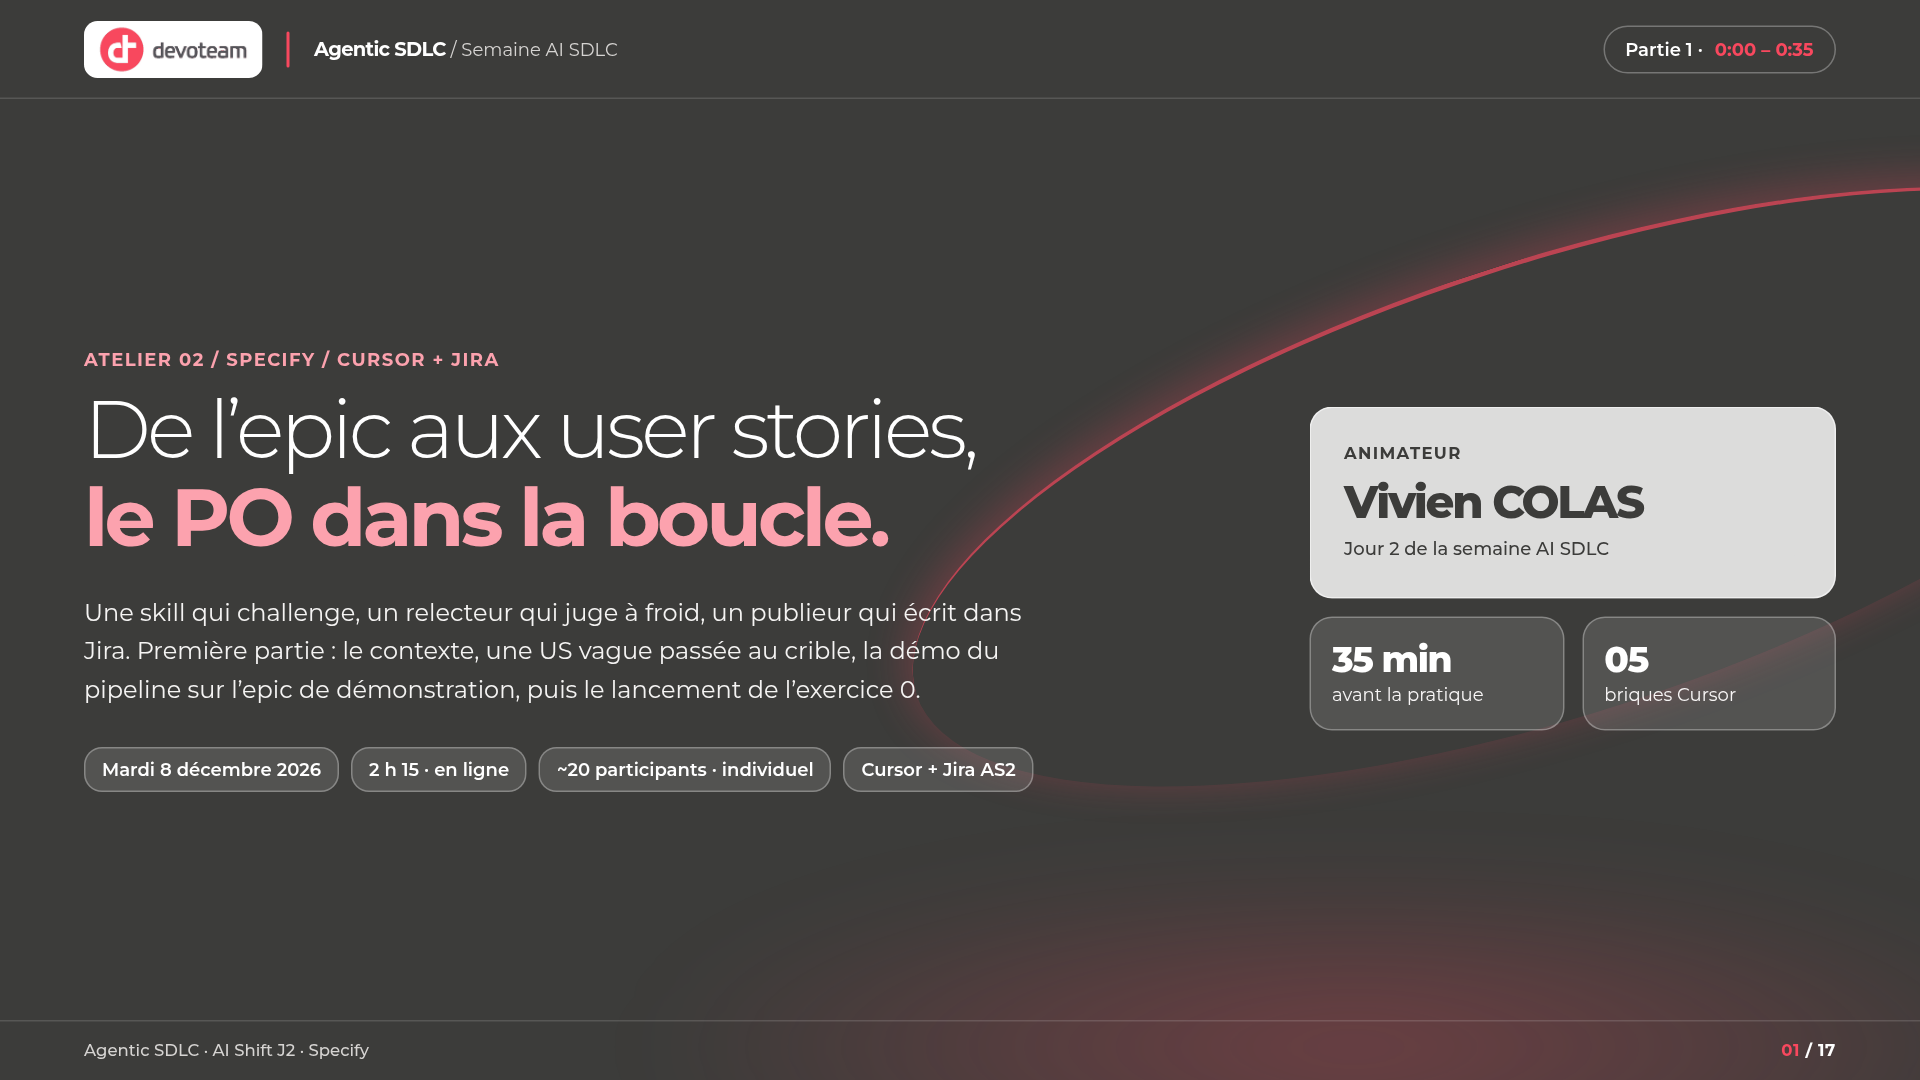 devoteam
Agentic SDLC / Semaine AI SDLC
Partie 1 · 0:00 – 0:35
ATELIER 02 / SPECIFY / CURSOR + JIRA
De l’epic aux user stories,
le PO dans la boucle.
Une skill qui challenge, un relecteur qui juge à froid, un publieur qui écrit dans
Jira. Première partie : le contexte, une US vague passée au crible, la démo du
pipeline sur l’epic de démonstration, puis le lancement de l’exercice 0.
Mardi 8 décembre 2026
2 h 15 · en ligne
~20 participants · individuel
Cursor + Jira AS2
ANIMATEUR
Vivien COLAS
Jour 2 de la semaine AI SDLC
35 min
avant la pratique
05
briques Cursor
Agentic SDLC · AI Shift J2 · Specify
01 / 17